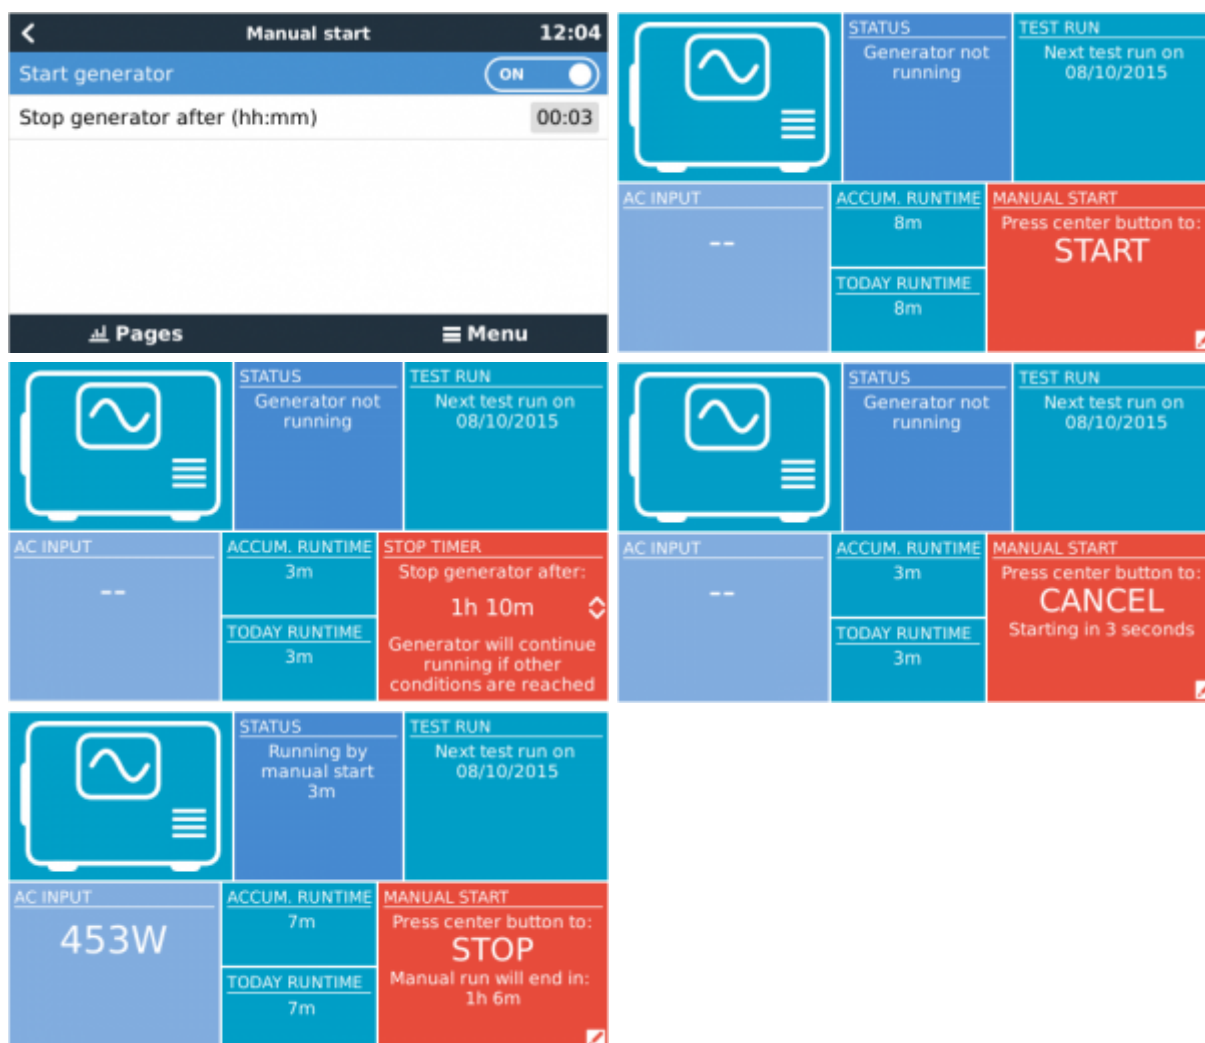 Manual start 12:04
Start generator ON
Stop generator after (hh:mm) 00:03
Pages Menu
STATUS
Generator not
running
TEST RUN
Next test run on
08/10/2015
AC INPUT
--
ACCUM. RUNTIME
8m
TODAY RUNTIME
8m
MANUAL START
Press center button to:
START
STATUS
Generator not
running
TEST RUN
Next test run on
08/10/2015
AC INPUT
--
ACCUM. RUNTIME
3m
TODAY RUNTIME
3m
STOP TIMER
Stop generator after:
1h 10m
Generator will continue
running if other
conditions are reached
STATUS
Generator not
running
TEST RUN
Next test run on
08/10/2015
AC INPUT
--
ACCUM. RUNTIME
3m
TODAY RUNTIME
3m
MANUAL START
Press center button to:
CANCEL
Starting in 3 seconds
STATUS
Running by
manual start
3m
TEST RUN
Next test run on
08/10/2015
AC INPUT
453W
ACCUM. RUNTIME
7m
TODAY RUNTIME
7m
MANUAL START
Press center button to:
STOP
Manual run will end in:
1h 6m